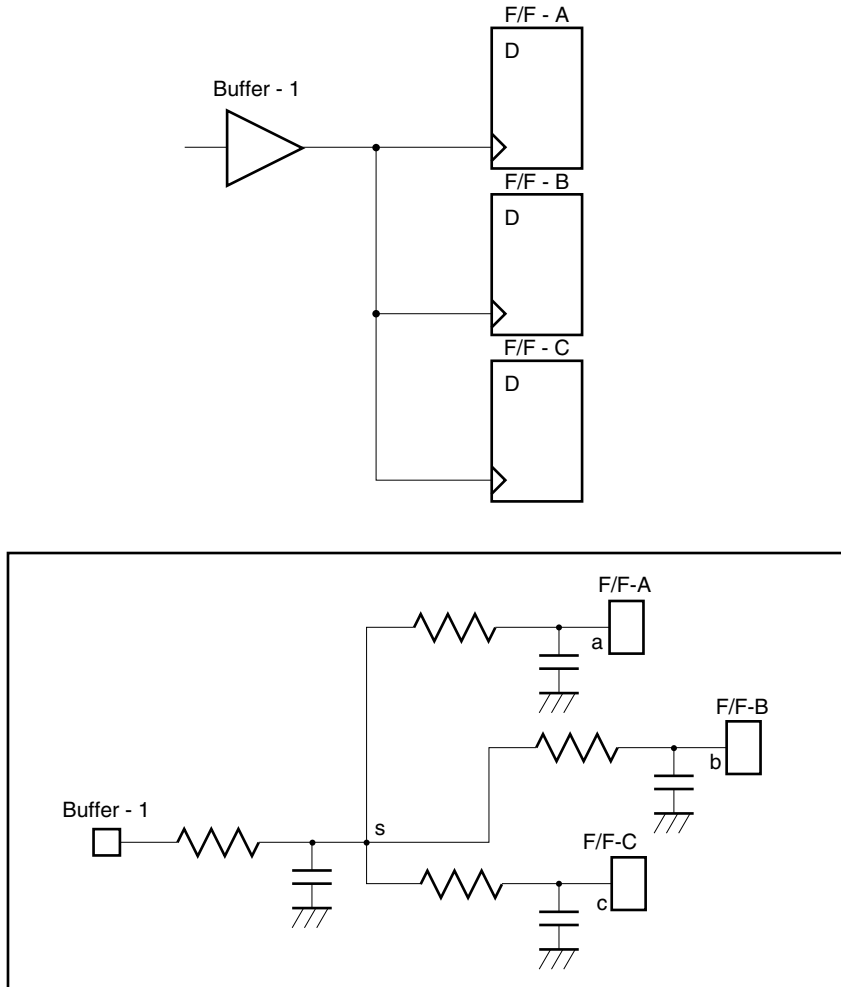 F/F - A
D
Buffer - 1
F/F - B
D
F/F - C
D
F/F-A
a
F/F-B
b
Buffer - 1
s
F/F-C
c